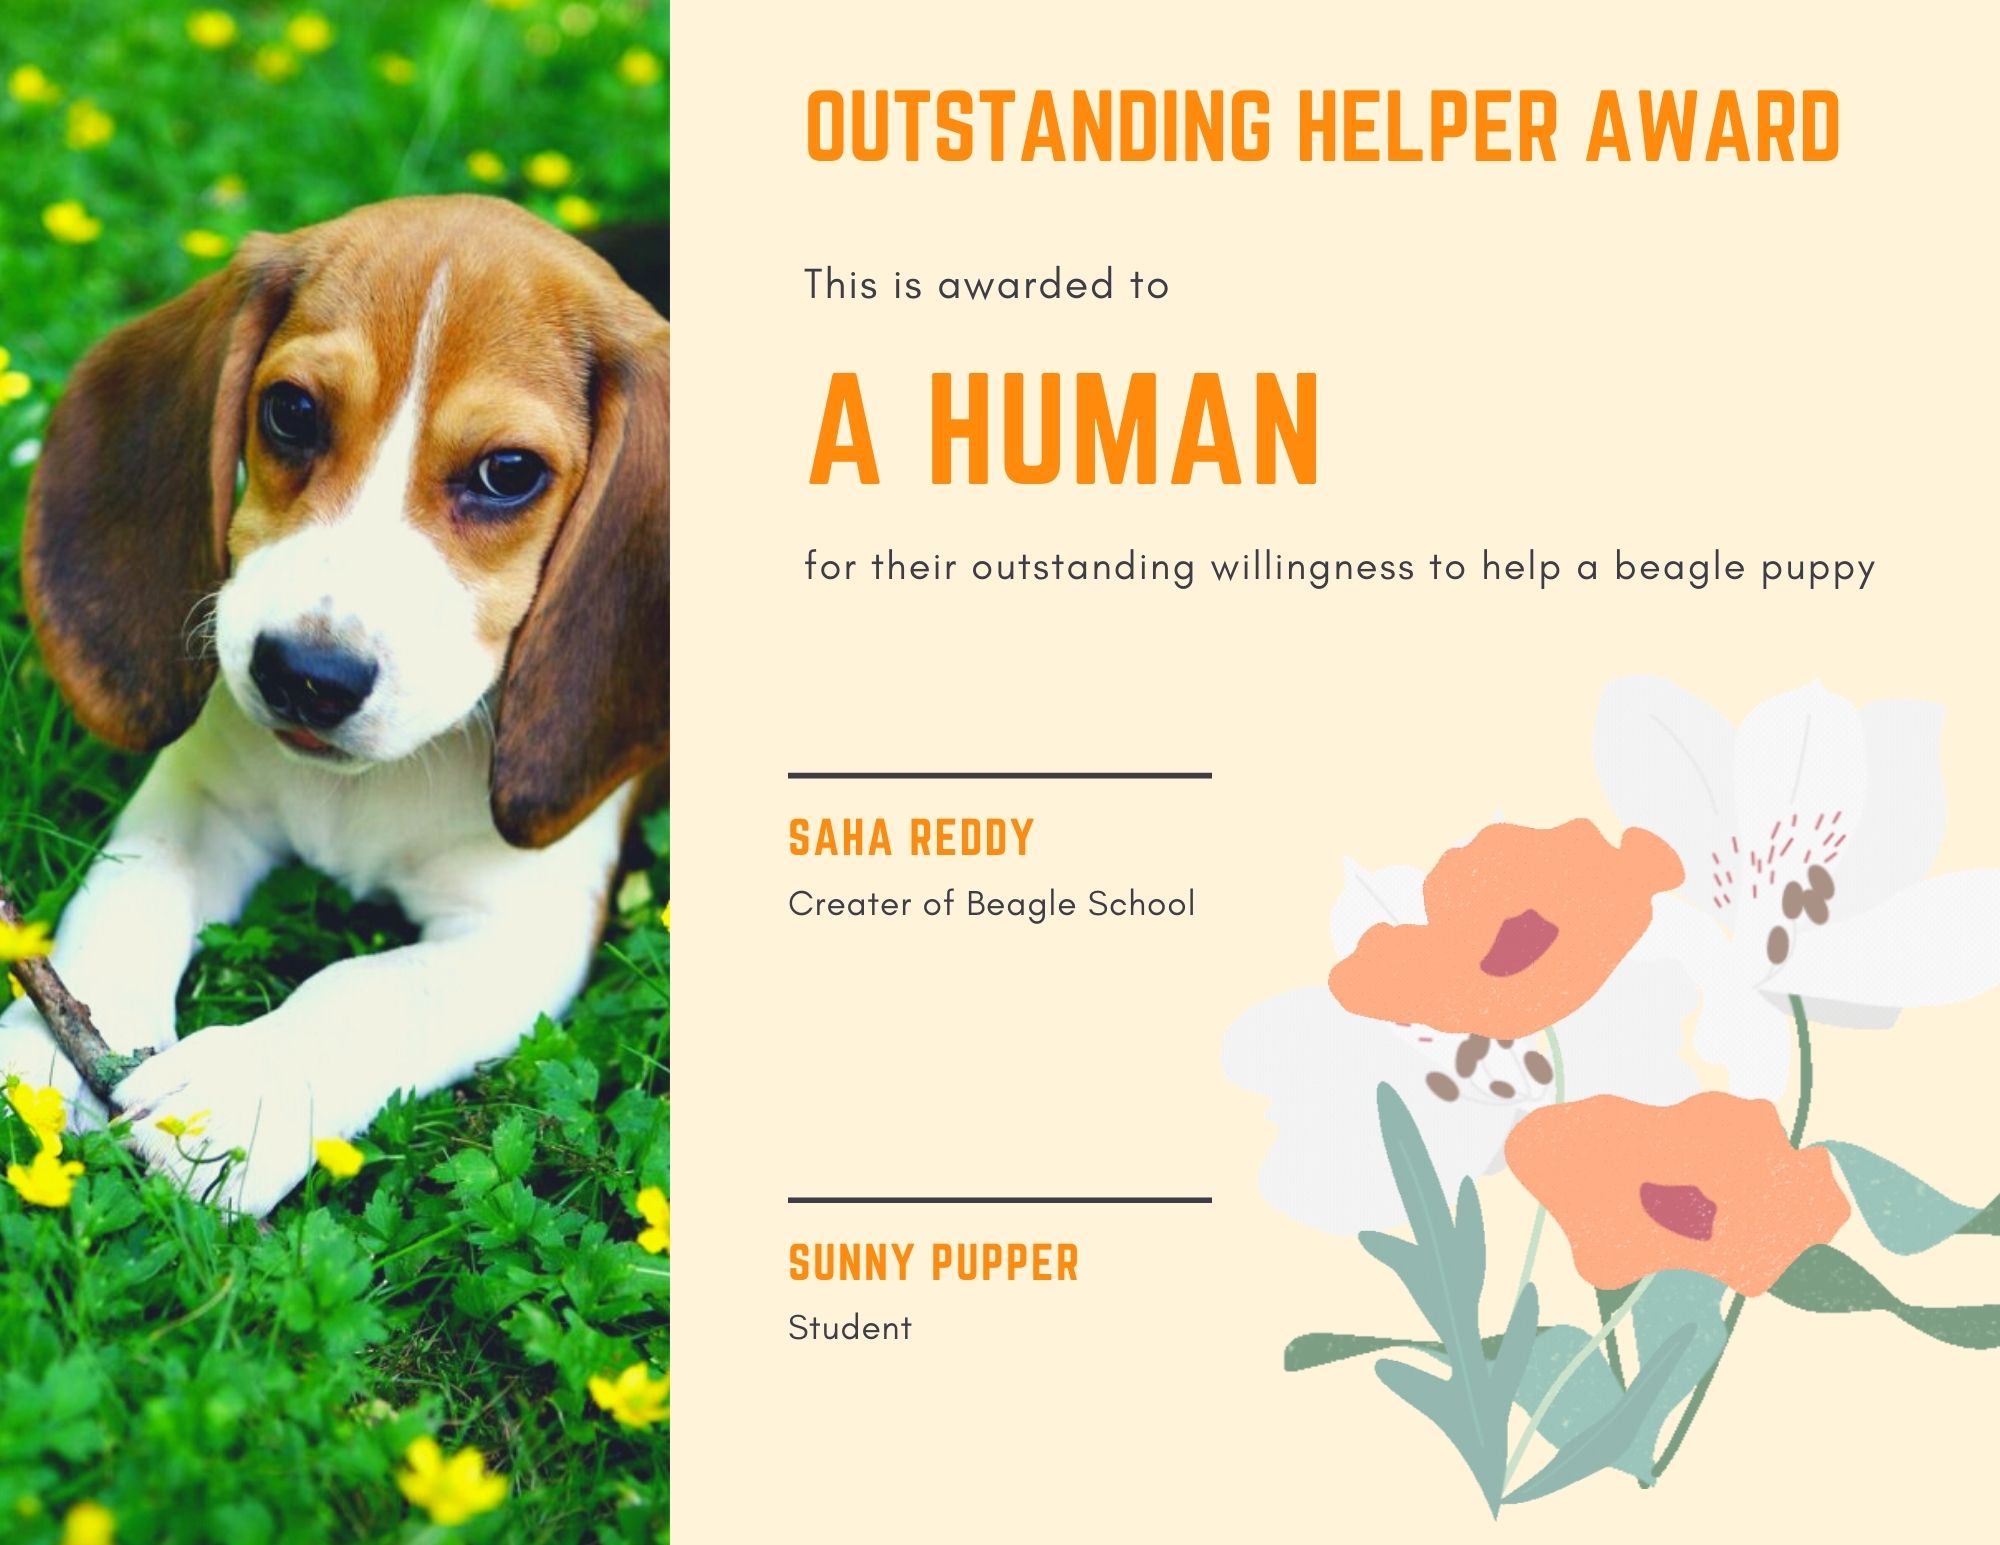 OUTSTANDING HELPER AWARD
This is awarded to
A HUMAN
for their outstanding willingness to help a beagle puppy
SAHA REDDY
Creater of Beagle School
SUNNY PUPPER
Student